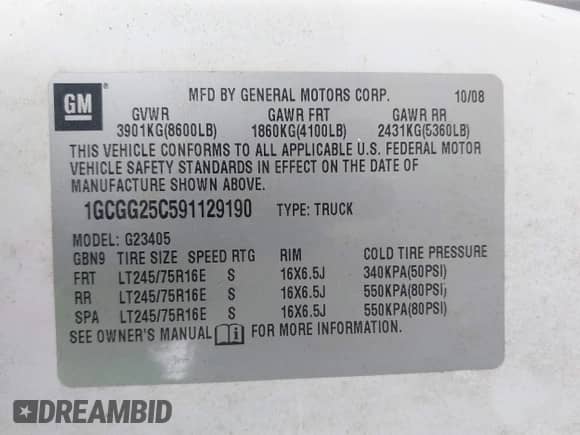 GM
MFD BY GENERAL MOTORS CORP. 10/08
GVWR GAWR FRT GAWR RR
3901KG(8600LB) 1860KG(4100LB) 2431KG(5360LB)
THIS VEHICLE CONFORMS TO ALL APPLICABLE U.S. FEDERAL MOTOR
VEHICLE SAFETY STANDARDS IN EFFECT ON THE DATE OF
MANUFACTURE SHOWN ABOVE.
1GCGG25C591129190 TYPE: TRUCK
MODEL: G23405
GBN9 TIRE SIZE SPEED RTG RIM COLD TIRE PRESSURE
FRT LT245/75R16E S 16X6.5J 340KPA(50PSI)
RR LT245/75R16E S 16X6.5J 550KPA(80PSI)
SPA LT245/75R16E S 16X6.5J 550KPA(80PSI)
SEE OWNER'S MANUAL i FOR MORE INFORMATION.
DREAMBID